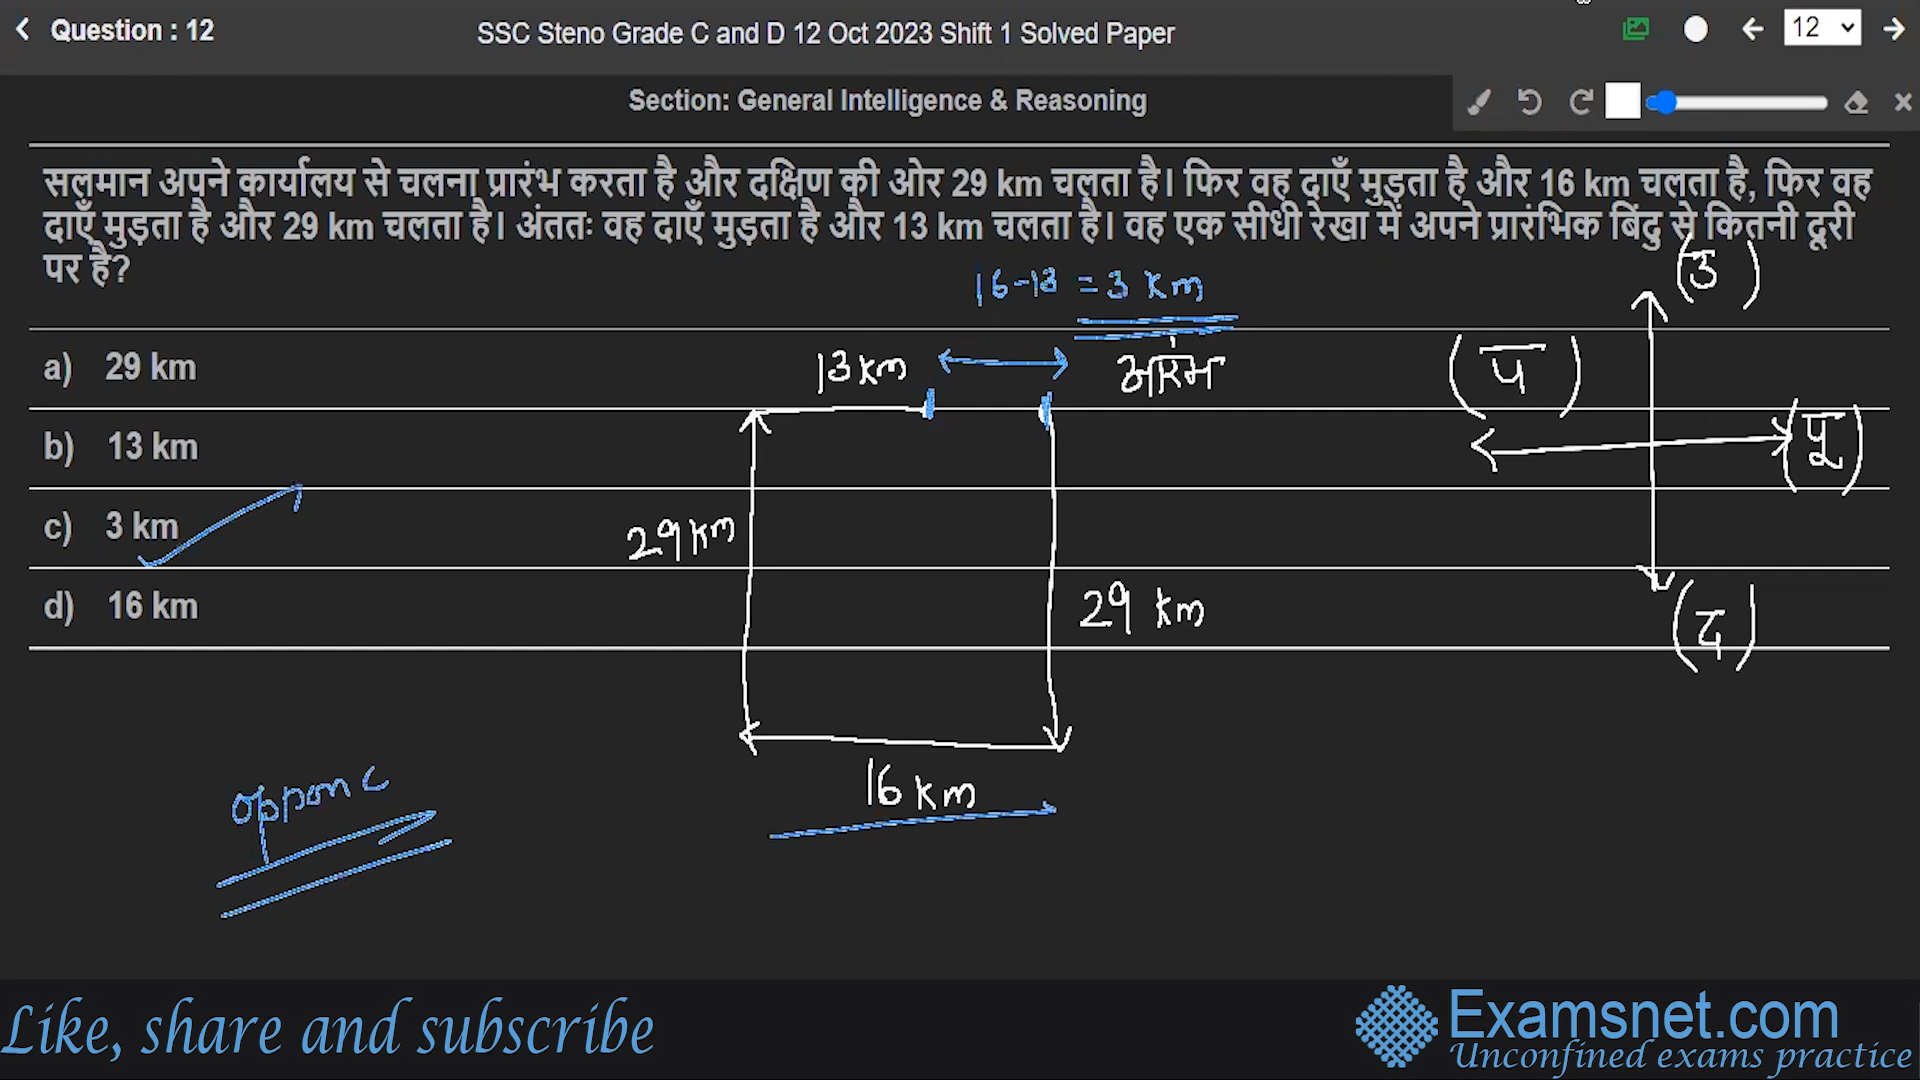 Question : 12
SSC Steno Grade C and D 12 Oct 2023 Shift 1 Solved Paper
12
Section: General Intelligence & Reasoning
सलमान अपने कार्यालय से चलना प्रारंभ करता है और दक्षिण की ओर 29 km चलता है। फिर वह दाएँ मुड़ता है और 16 km चलता है, फिर वह
दाएँ मुड़ता है और 29 km चलता है। अंततः वह दाएँ मुड़ता है और 13 km चलता है। वह एक सीधी रेखा में अपने प्रारंभिक बिंदु से कितनी दूरी
पर है?
16-13 = 3 km
(उ)
a) 29 km
13 km
(प)
b) 13 km
(पू)
c) 3 km
29 km
d) 16 km
29 km
(द)
16 km
Like, share and subscribe
Examsnet.com
Unconfined exams practice